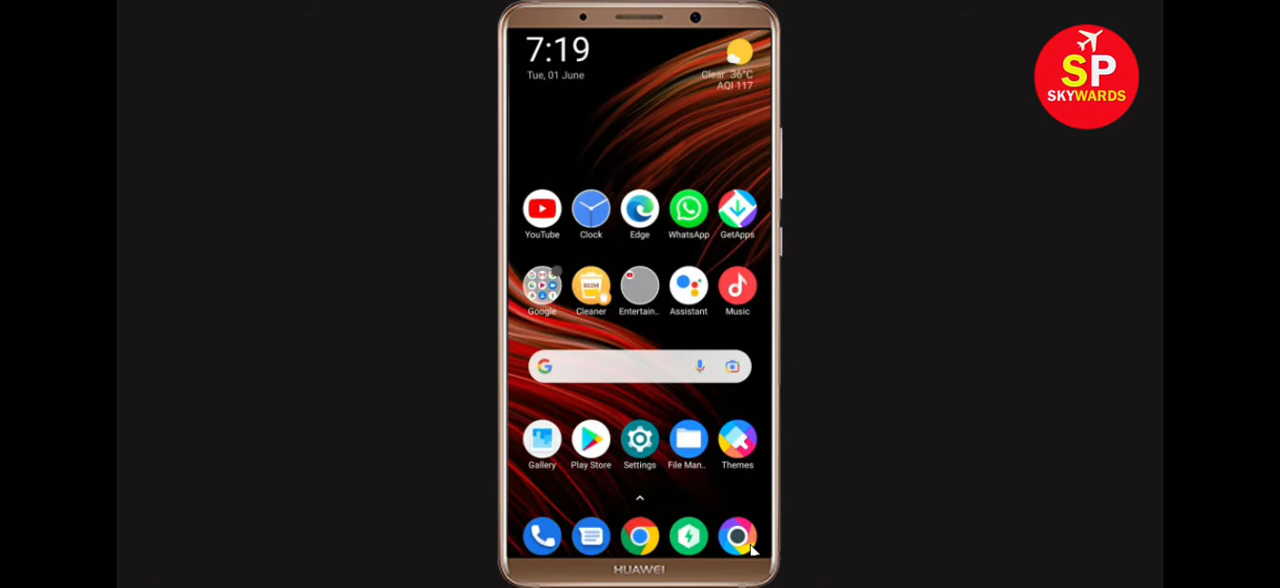 7:19
Tue, 01 June
Clear 36°C
AQI 117
SP
SKYWARDS
YouTube
Clock
Edge
WhatsApp
GetApps
Google
Cleaner
Entertain..
Assistant
Music
Gallery
Play Store
Settings
File Man..
Themes
HUAWEI